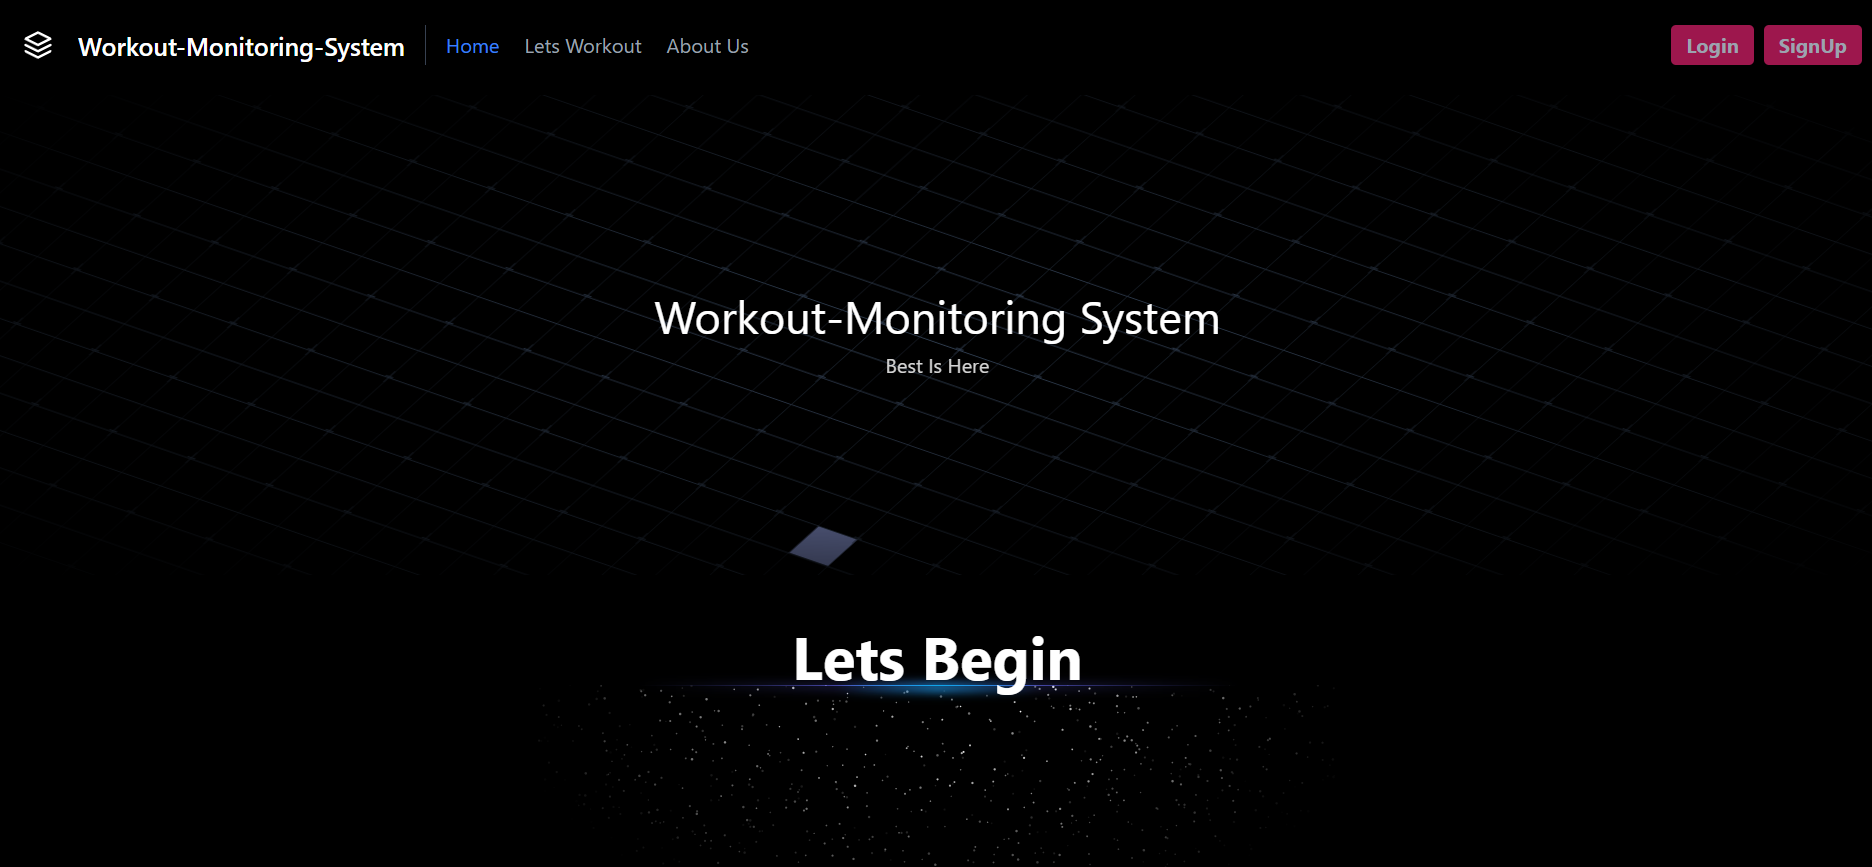 Workout-Monitoring-System Home Lets Workout About Us Login SignUp
Workout-Monitoring System
Best Is Here
Lets Begin